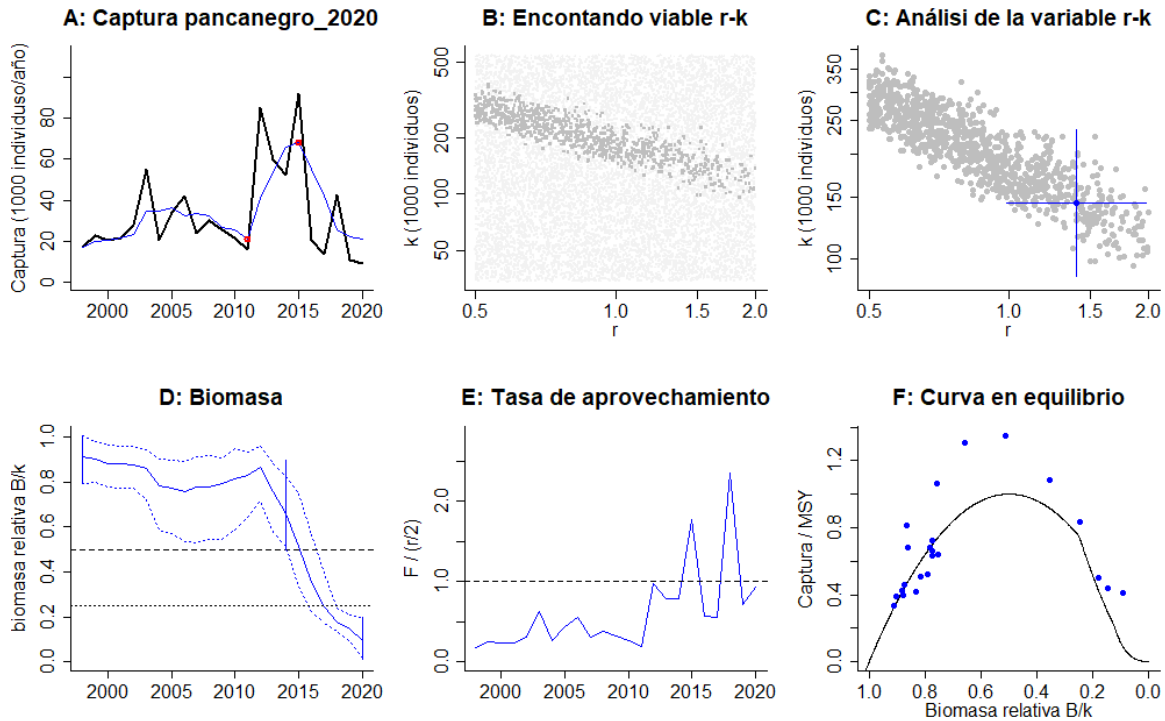 A: Captura pancanegro_2020
Captura (1000 individuso/año)
0 20 40 60 80
2000 2005 2010 2015 2020
B: Encontando viable r-k
k (1000 individuos)
50 100 200 500
0.5 1.0 2.0
r
C: Análisi de la variable r-k
k (1000 individuos)
100 150 250 350
0.5 1.0 1.5 2.0
r
D: Biomasa
biomasa relativa B/k
0.0 0.2 0.4 0.6 0.8 1.0
2000 2005 2010 2015 2020
E: Tasa de aprovechamiento
F / (r/2)
0.0 1.0 2.0
2000 2005 2010 2015 2020
F: Curva en equilibrio
Captura / MSY
0.0 0.4 0.8 1.2
1.0 0.8 0.6 0.4 0.2 0.0
Biomasa relativa B/k